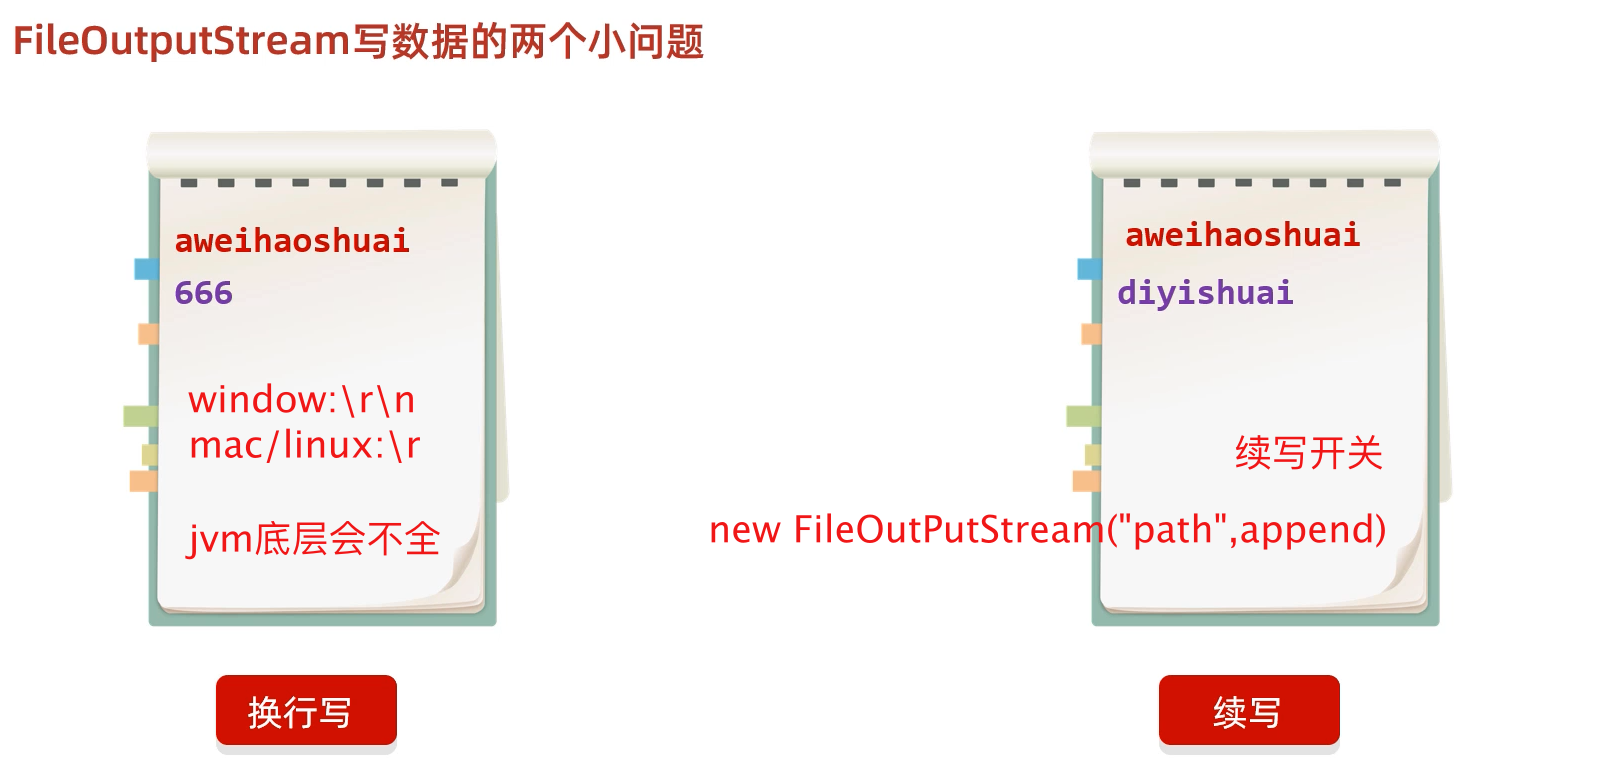 FileOutputStream写数据的两个小问题
aweihaoshuai
666
window:\r\n
mac/linux:\r
jvm底层会不全
换行写
aweihaoshuai
diyishuai
续写开关
new FileOutPutStream("path",append)
续写